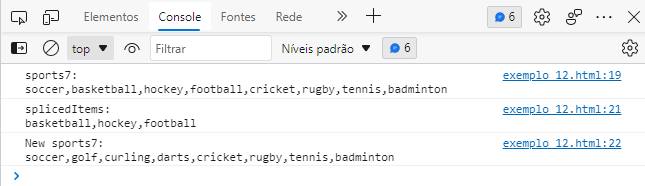 Elementos Console Fontes Rede 6
top Filtrar Níveis padrão 6
sports7: exemplo 12.html:19
soccer,basketball,hockey,football,cricket,rugby,tennis,badminton
splicedItems: exemplo 12.html:21
basketball,hockey,football
New sports7: exemplo 12.html:22
soccer,golf,curling,darts,cricket,rugby,tennis,badminton